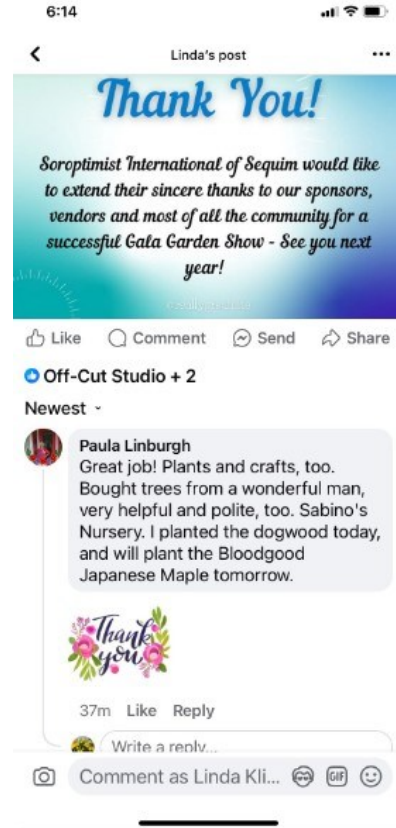 6:14
Linda's post
Thank You!
Soroptimist International of Sequim would like
to extend their sincere thanks to our sponsors,
vendors and most of all the community for a
successful Gala Garden Show - See you next
year!
Like Comment Send Share
Off-Cut Studio + 2
Newest
Paula Linburgh
Great job! Plants and crafts, too.
Bought trees from a wonderful man,
very helpful and polite, too. Sabino's
Nursery. I planted the dogwood today,
and will plant the Bloodgood
Japanese Maple tomorrow.
Thank
you
37m Like Reply
Write a reply...
Comment as Linda Kli... GIF